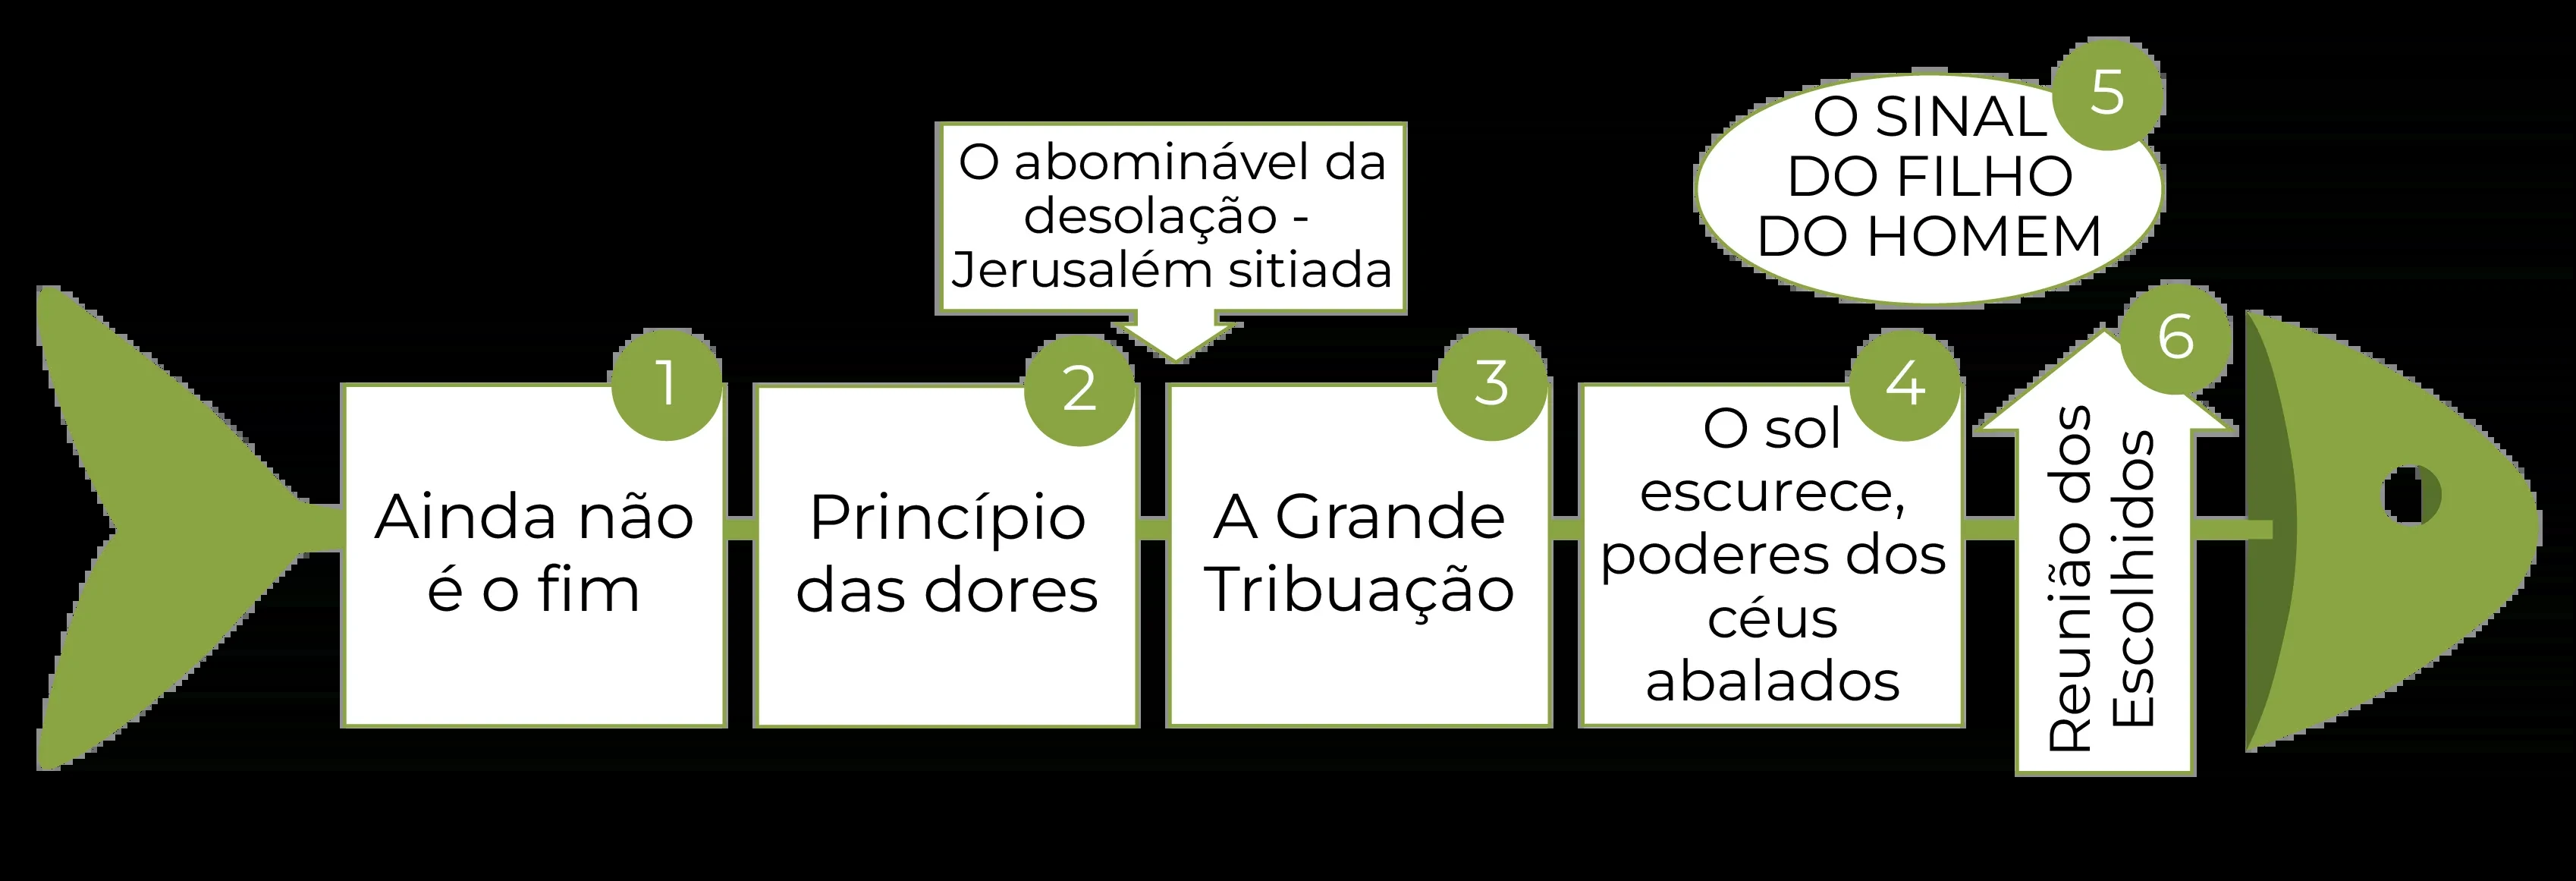 1
Ainda não
é o fim
2
Princípio
das dores
O abominável da
desolação -
Jerusalém sitiada
3
A Grande
Tribuação
4
O sol
escurece,
poderes dos
céus
abalados
5
O SINAL
DO FILHO
DO HOMEM
6
Reunião dos
Escolhidos